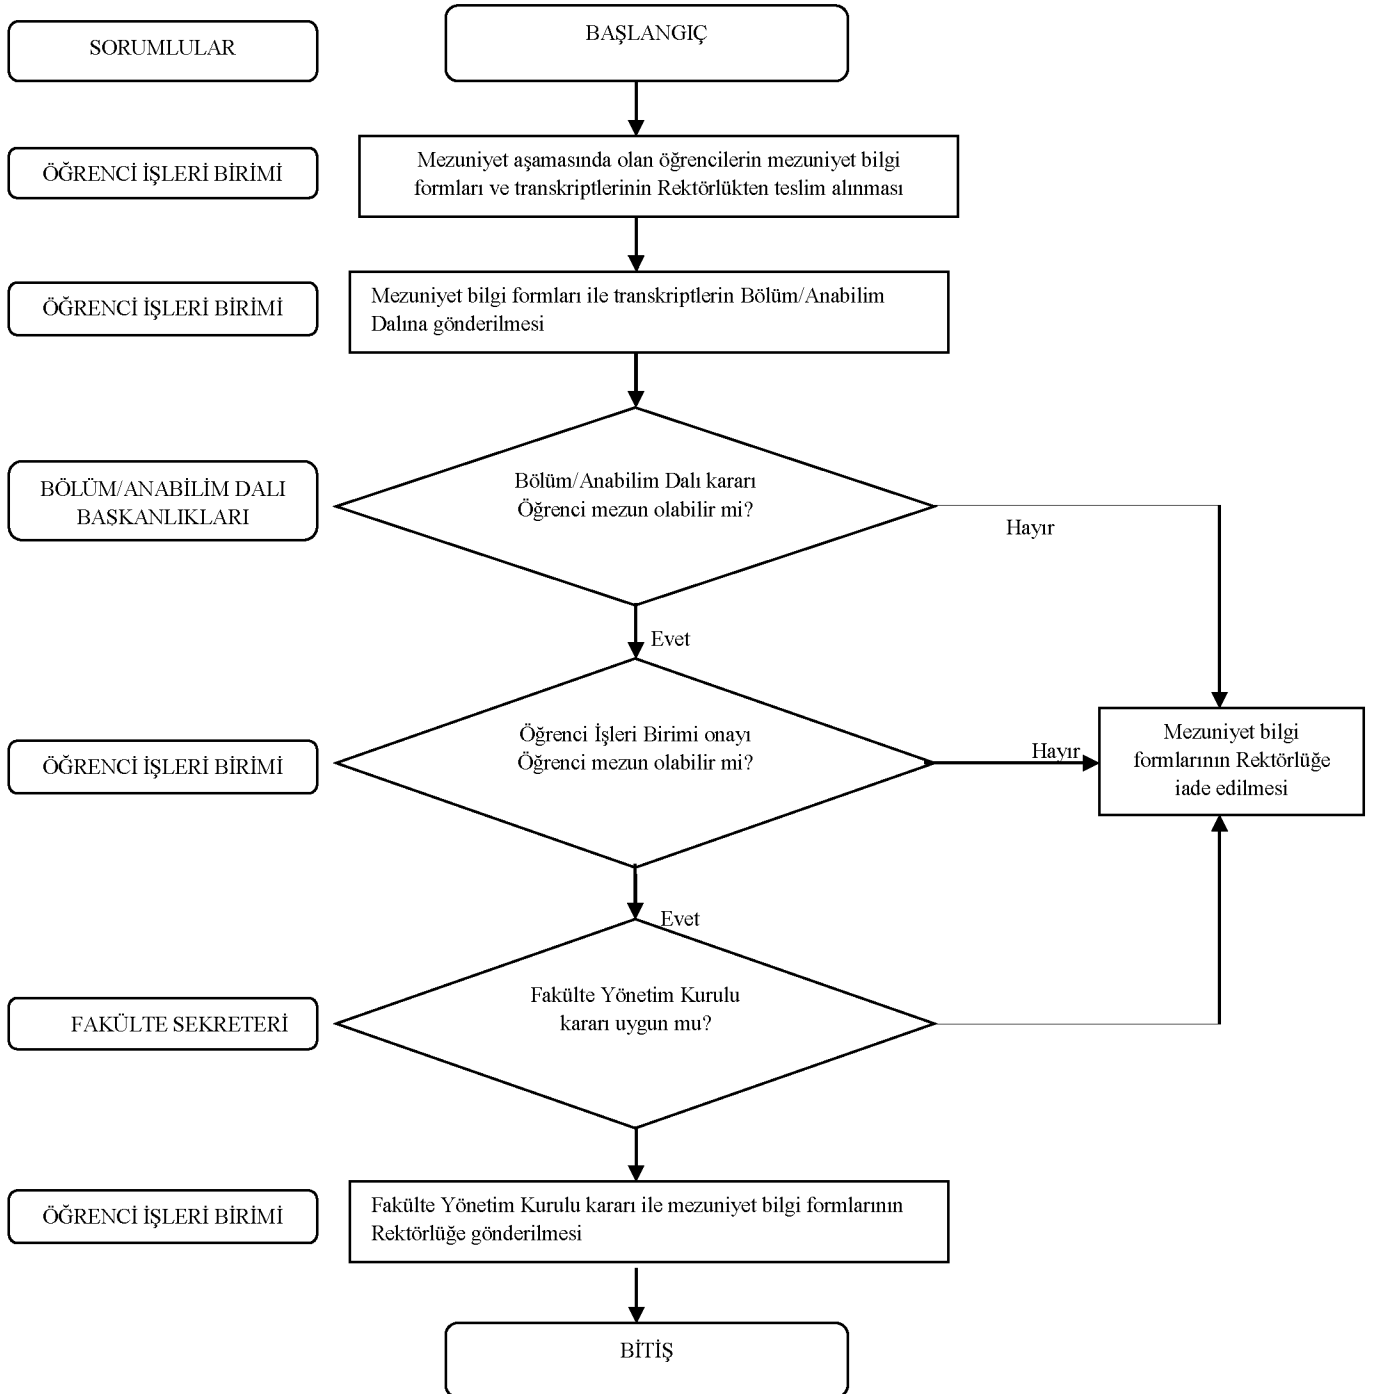 SORUMLULAR
BAŞLANGIÇ
ÖĞRENCİ İŞLERİ BİRİMİ
Mezuniyet aşamasında olan öğrencilerin mezuniyet bilgi
formları ve transkriptlerinin Rektörlükten teslim alınması
ÖĞRENCİ İŞLERİ BİRİMİ
Mezuniyet bilgi formları ile transkriptlerin Bölüm/Anabilim
Dalına gönderilmesi
BÖLÜM/ANABİLİM DALI
BAŞKANLIKLARI
Bölüm/Anabilim Dalı kararı
Öğrenci mezun olabilir mi?
Hayır
Evet
ÖĞRENCİ İŞLERİ BİRİMİ
Öğrenci İşleri Birimi onayı
Öğrenci mezun olabilir mi?
Hayır
Mezuniyet bilgi
formlarının Rektörlüğe
iade edilmesi
Evet
FAKÜLTE SEKRETERİ
Fakülte Yönetim Kurulu
kararı uygun mu?
ÖĞRENCİ İŞLERİ BİRİMİ
Fakülte Yönetim Kurulu kararı ile mezuniyet bilgi formlarının
Rektörlüğe gönderilmesi
BİTİŞ